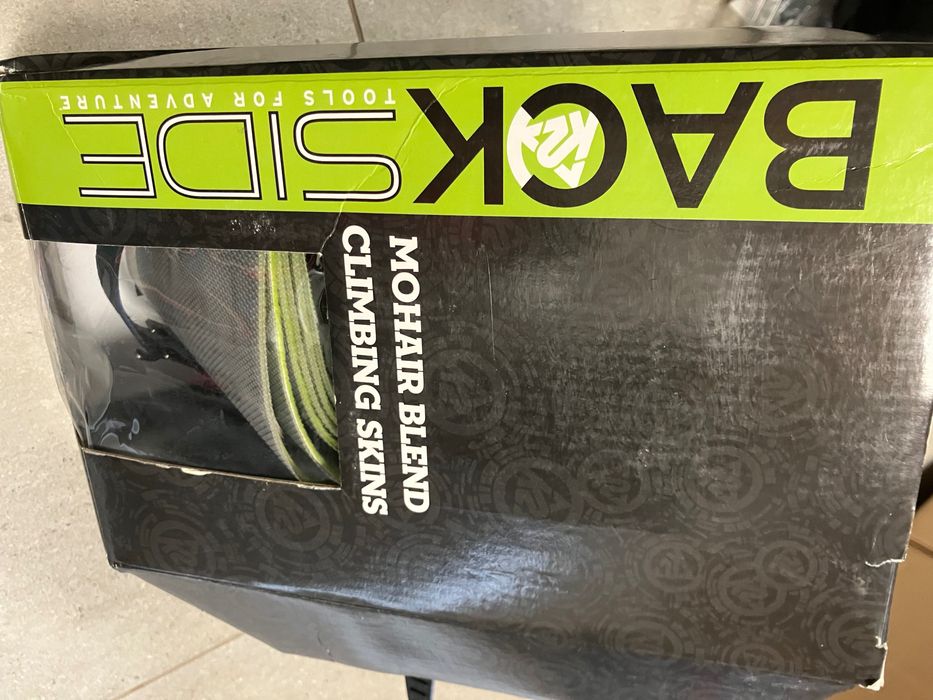 BACKSIDE
TOOLS FOR ADVENTURE
K2
MOHAIR BLEND
CLIMBING SKINS